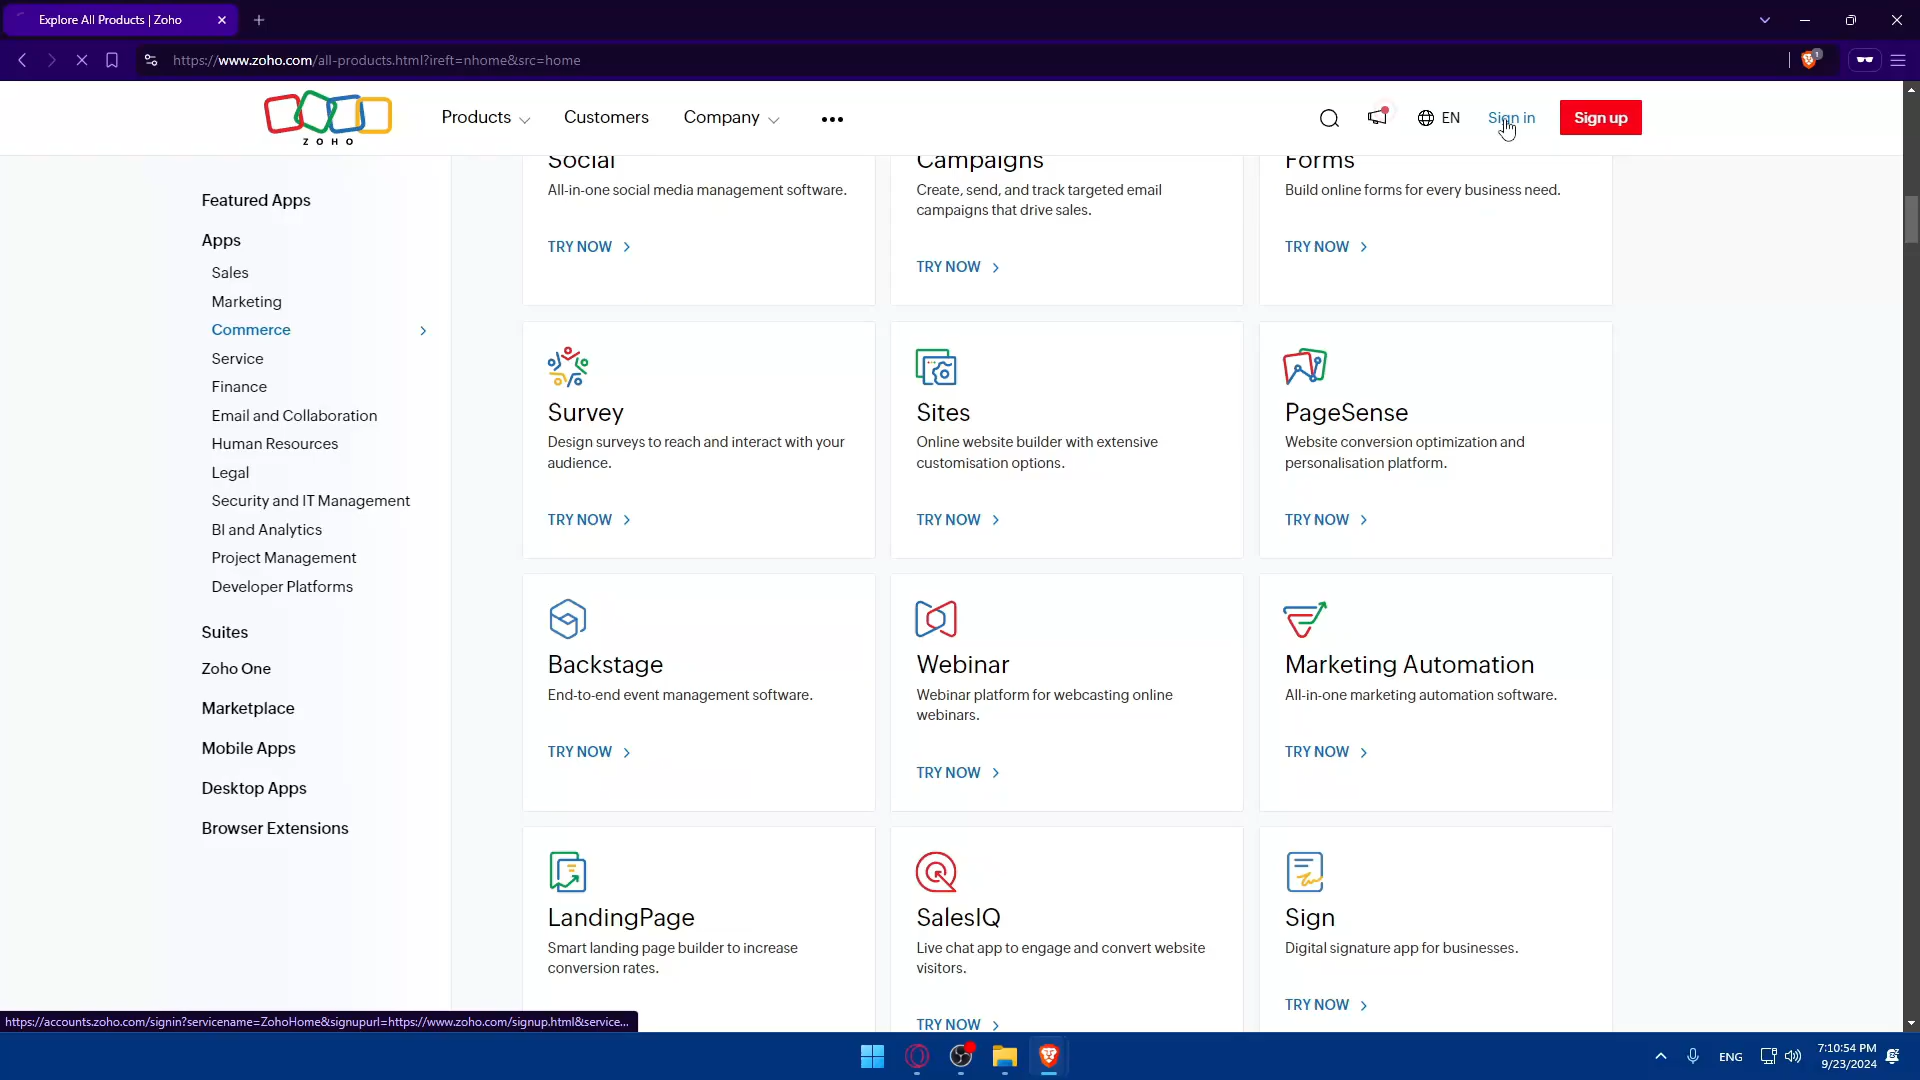 Explore All Products | Zoho
https://www.zoho.com/all-products.html?ireft=nhome&src=home
1
ZOHO
Products
Customers
Company
EN
Sign in
Sign up
Featured Apps
Apps
Sales
Marketing
Commerce
Service
Finance
Email and Collaboration
Human Resources
Legal
Security and IT Management
BI and Analytics
Project Management
Developer Platforms
Suites
Zoho One
Marketplace
Mobile Apps
Desktop Apps
Browser Extensions
Social
All-in-one social media management software.
TRY NOW
Campaigns
Create, send, and track targeted email
campaigns that drive sales.
TRY NOW
Forms
Build online forms for every business need.
TRY NOW
Survey
Design surveys to reach and interact with your
audience.
TRY NOW
Sites
Online website builder with extensive
customisation options.
TRY NOW
PageSense
Website conversion optimization and
personalisation platform.
TRY NOW
Backstage
End-to-end event management software.
TRY NOW
Webinar
Webinar platform for webcasting online
webinars.
TRY NOW
Marketing Automation
All-in-one marketing automation software.
TRY NOW
LandingPage
Smart landing page builder to increase
conversion rates.
SalesIQ
Live chat app to engage and convert website
visitors.
TRY NOW
Sign
Digital signature app for businesses.
TRY NOW
https://accounts.zoho.com/signin?servicename=ZohoHome&signupurl=https://www.zoho.com/signup.html&service...
ENG
7:10:54 PM
9/23/2024